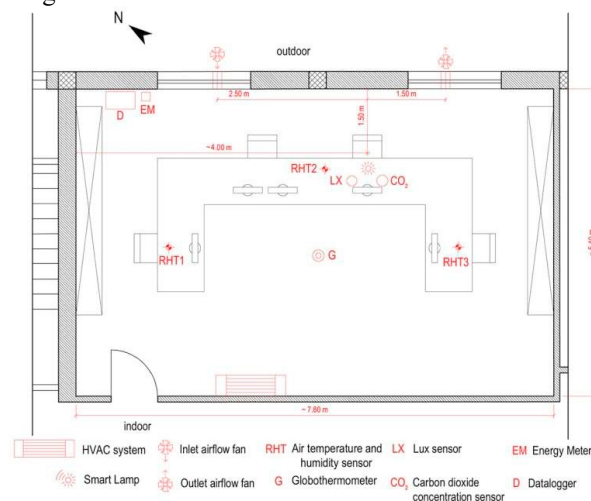 N
outdoor
2.50 m
1.50 m
D
EM
1.50 m
~4.00 m
RHT2
LX
CO2
RHT1
G
RHT3
~ 7.80 m
indoor
HVAC system
Inlet airflow fan
RHT Air temperature and humidity sensor
LX Lux sensor
EM Energy Meter
Smart Lamp
Outlet airflow fan
G Globothermometer
CO2 Carbon dioxide concentration sensor
D Datalogger